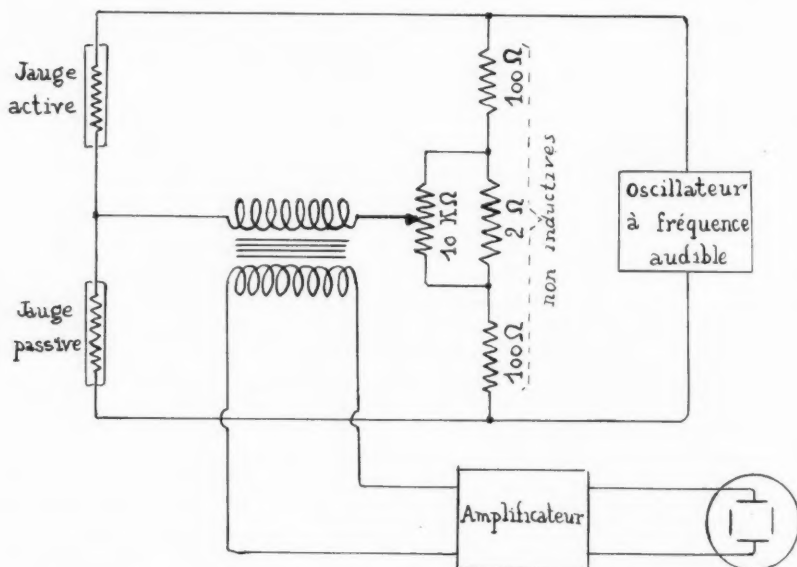 Jauge
active
100 Ω
10 KΩ
2 Ω
non inductives
Oscillateur
à fréquence
audible
Jauge
passive
100 Ω
Amplificateur